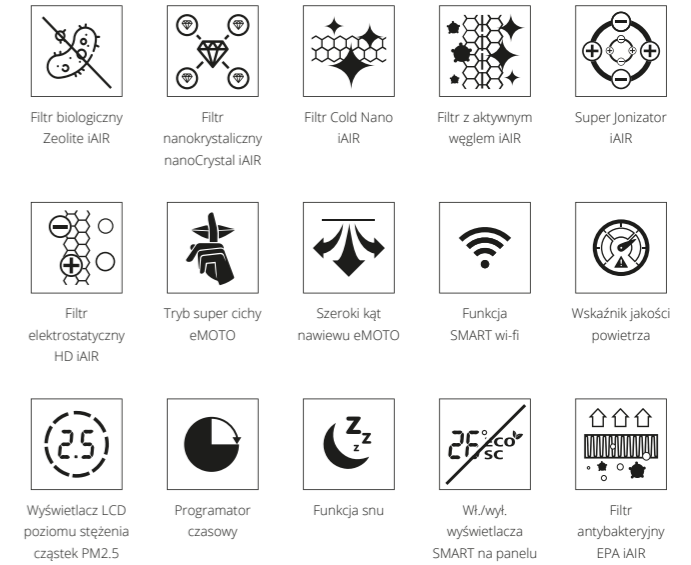 Filtr biologiczny
Zeolite iAIR
Filtr
nanokrystaliczny
nanoCrystal iAIR
Filtr Cold Nano
iAIR
Filtr z aktywnym
węglem iAIR
Super Jonizator
iAIR
Filtr
elektrostatyczny
HD iAIR
Tryb super cichy
eMOTO
Szeroki kąt
nawiewu eMOTO
Funkcja
SMART wi-fi
Wskaźnik jakości
powietrza
2.5
Wyświetlacz LCD
poziomu stężenia
cząstek PM2.5
Programator
czasowy
Z
Z
Z
Funkcja snu
eco
SC
Wł./wył.
wyświetlacza
SMART na panelu
Filtr
antybakteryjny
EPA iAIR